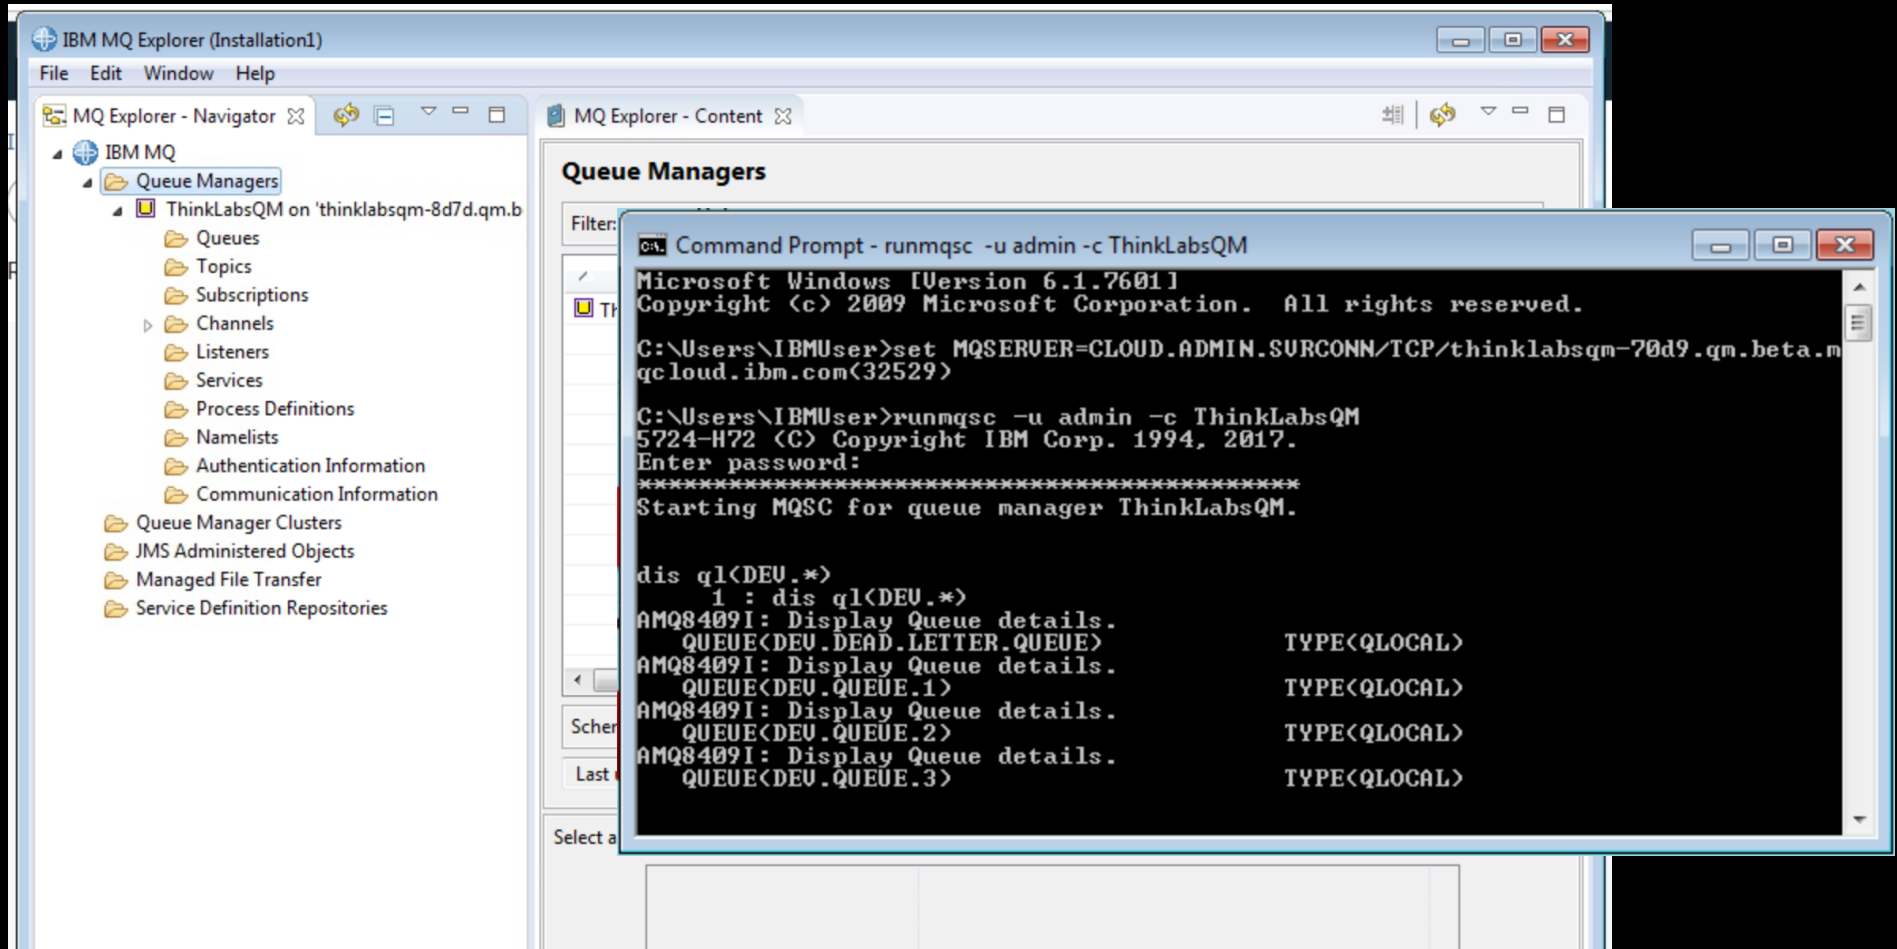 IBM MQ Explorer (Installation1)
File Edit Window Help
MQ Explorer - Navigator
IBM MQ
Queue Managers
ThinkLabsQM on 'thinklabsqm-8d7d.qm.b
Queues
Topics
Subscriptions
Channels
Listeners
Services
Process Definitions
Namelists
Authentication Information
Communication Information
Queue Manager Clusters
JMS Administered Objects
Managed File Transfer
Service Definition Repositories
MQ Explorer - Content
Queue Managers
Filter:
Th
Scher
Last
Select a
Command Prompt - runmqsc -u admin -c ThinkLabsQM
Microsoft Windows [Version 6.1.7601]
Copyright (c) 2009 Microsoft Corporation. All rights reserved.
C:\Users\IBMUser>set MQSERVER=CLOUD.ADMIN.SVRCONN/TCP/thinklabsqm-70d9.qm.beta.m
qcloud.ibm.com(32529)
C:\Users\IBMUser>runmqsc -u admin -c ThinkLabsQM
5724-H72 (C) Copyright IBM Corp. 1994, 2017.
Enter password:
********************************************
Starting MQSC for queue manager ThinkLabsQM.
dis ql(DEV.*)
1 : dis ql(DEV.*)
AMQ8409I: Display Queue details.
QUEUE(DEV.DEAD.LETTER.QUEUE) TYPE(QLOCAL)
AMQ8409I: Display Queue details.
QUEUE(DEV.QUEUE.1) TYPE(QLOCAL)
AMQ8409I: Display Queue details.
QUEUE(DEV.QUEUE.2) TYPE(QLOCAL)
AMQ8409I: Display Queue details.
QUEUE(DEV.QUEUE.3) TYPE(QLOCAL)